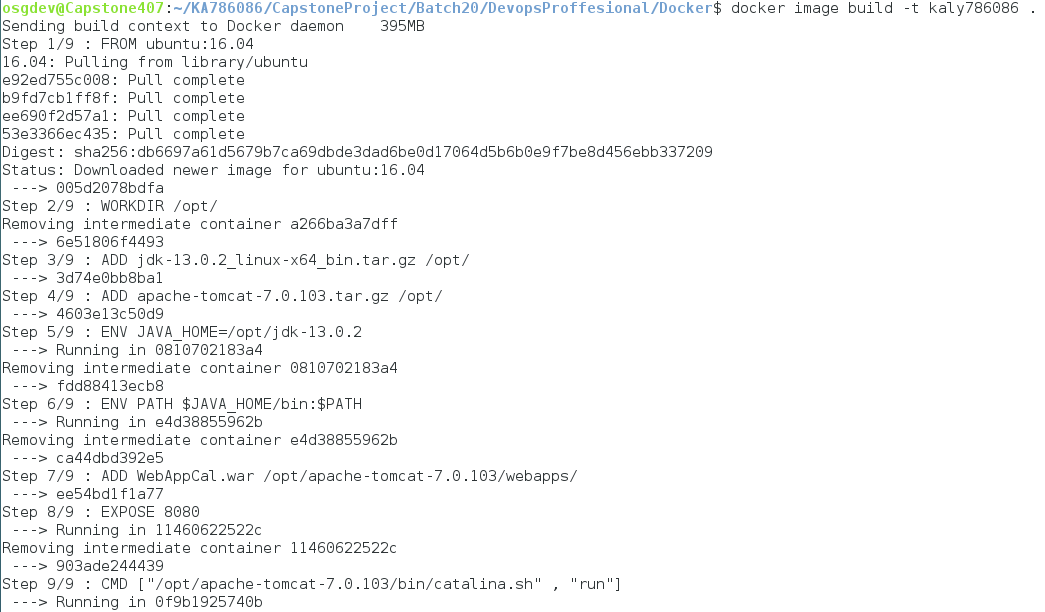 osgdev@Capstone407:~/KA786086/CapstoneProject/Batch20/DevopsProffesional/Docker$ docker image build -t kaly786086 .
Sending build context to Docker daemon    395MB
Step 1/9 : FROM ubuntu:16.04
16.04: Pulling from library/ubuntu
e92ed755c008: Pull complete
b9fd7cb1ff8f: Pull complete
ee690f2d57a1: Pull complete
53e3366ec435: Pull complete
Digest: sha256:db6697a61d5679b7ca69dbde3dad6be0d17064d5b6b0e9f7be8d456ebb337209
Status: Downloaded newer image for ubuntu:16.04
 ---> 005d2078bdfa
Step 2/9 : WORKDIR /opt/
Removing intermediate container a266ba3a7dff
 ---> 6e51806f4493
Step 3/9 : ADD jdk-13.0.2_linux-x64_bin.tar.gz /opt/
 ---> 3d74e0bb8ba1
Step 4/9 : ADD apache-tomcat-7.0.103.tar.gz /opt/
 ---> 4603e13c50d9
Step 5/9 : ENV JAVA_HOME=/opt/jdk-13.0.2
 ---> Running in 0810702183a4
Removing intermediate container 0810702183a4
 ---> fdd88413ecb8
Step 6/9 : ENV PATH $JAVA_HOME/bin:$PATH
 ---> Running in e4d38855962b
Removing intermediate container e4d38855962b
 ---> ca44dbd392e5
Step 7/9 : ADD WebAppCal.war /opt/apache-tomcat-7.0.103/webapps/
 ---> ee54bd1f1a77
Step 8/9 : EXPOSE 8080
 ---> Running in 11460622522c
Removing intermediate container 11460622522c
 ---> 903ade244439
Step 9/9 : CMD ["/opt/apache-tomcat-7.0.103/bin/catalina.sh" , "run"]
 ---> Running in 0f9b1925740b